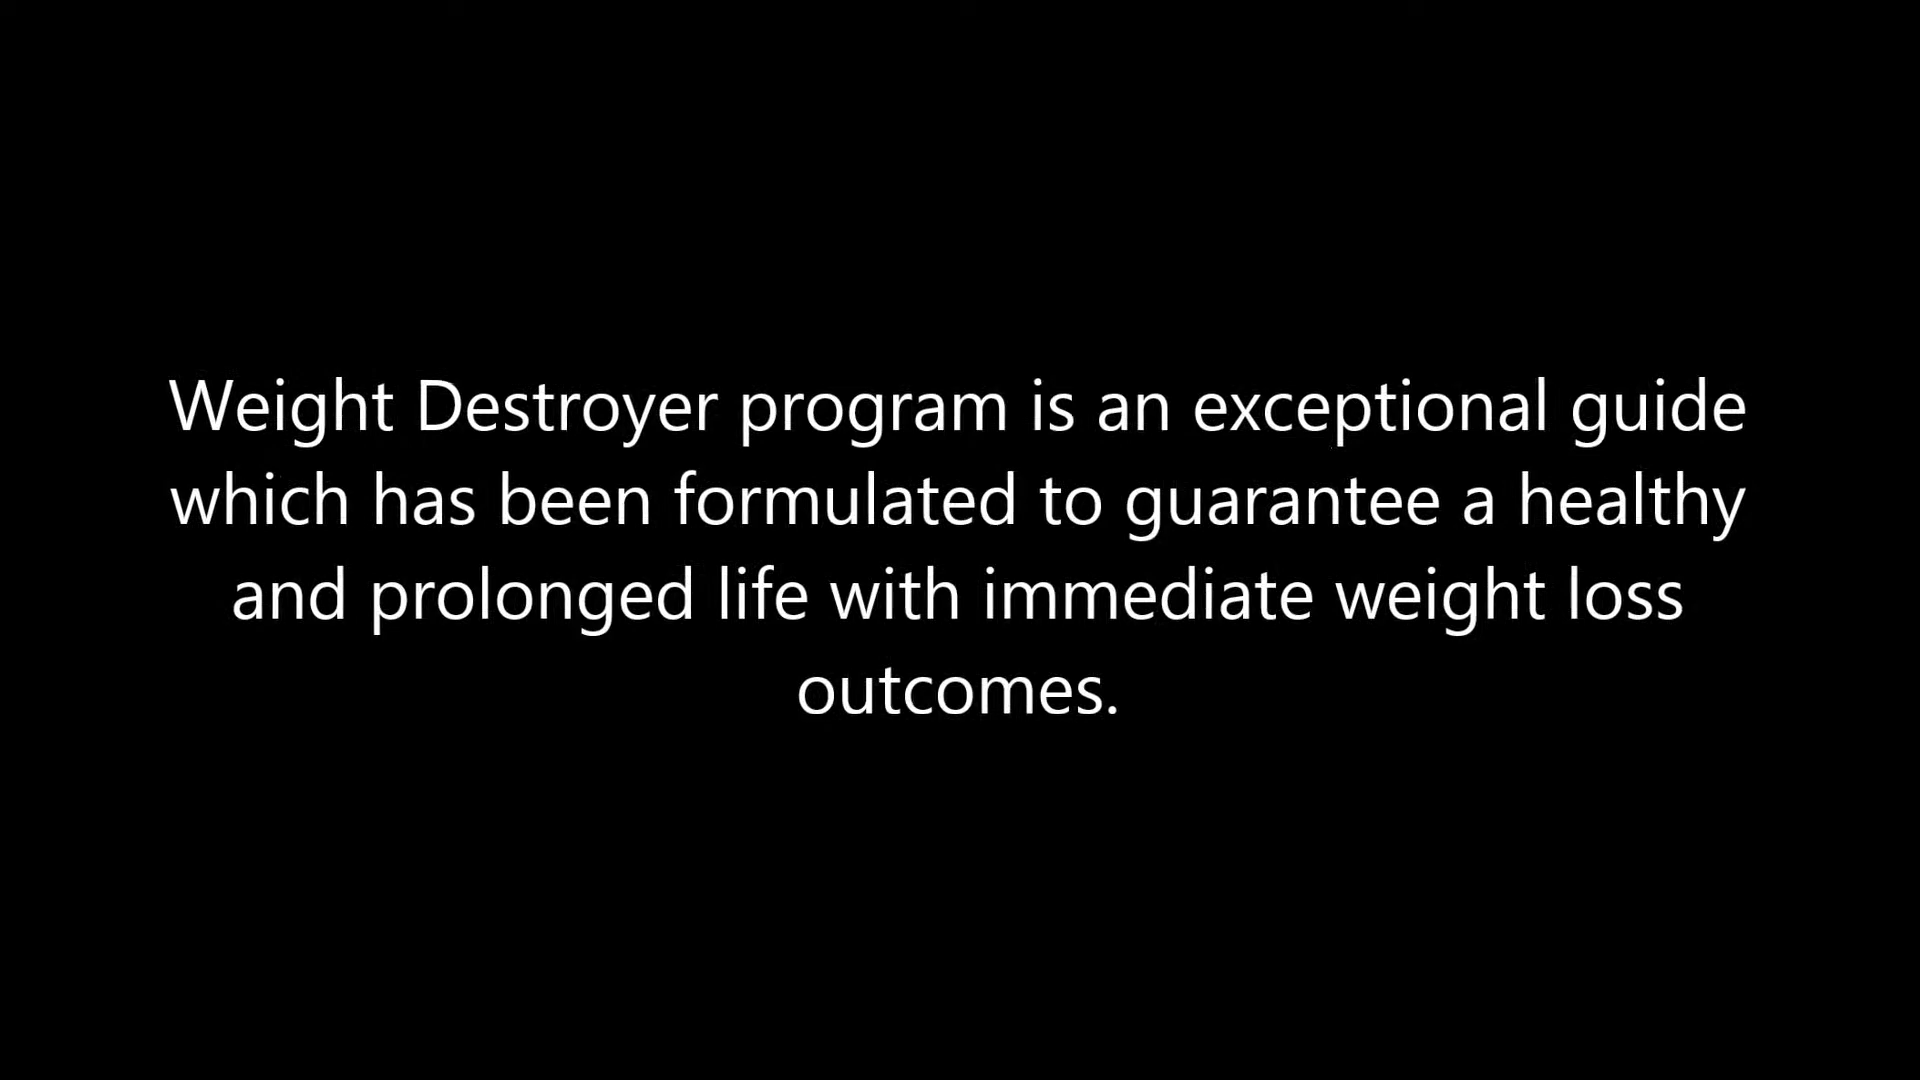 Weight Destroyer program is an exceptional guide
which has been formulated to guarantee a healthy
and prolonged life with immediate weight loss
outcomes.